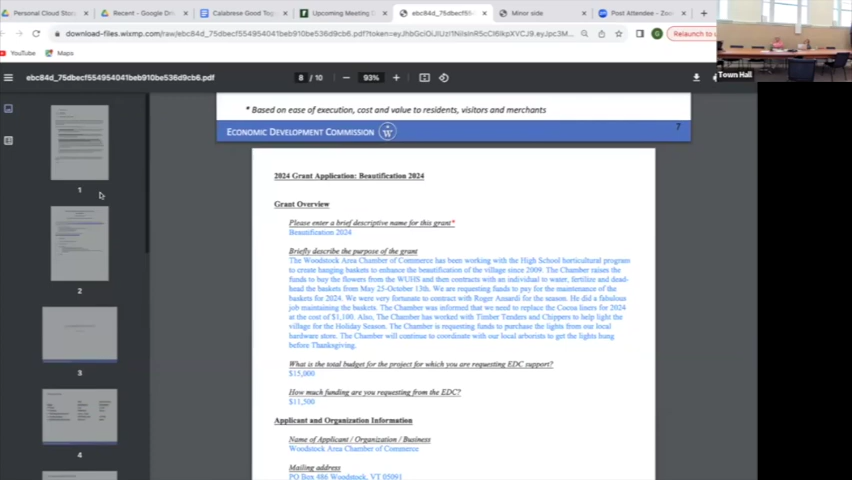 Personal Cloud Stora
Recent - Google Dri
Calabrese Good Tog
Upcoming Meeting
ebc84d_75dbecf55
Minor side
Post Attendee - Zoo
Relaunch to u
YouTube
Maps
ebc84d_75dbecf554954041beb910be536d9cb6.pdf
8 / 10
93%
Town Hall
1
2
3
4
* Based on ease of execution, cost and value to residents, visitors and merchants
ECONOMIC DEVELOPMENT COMMISSION
7
2024 Grant Application: Beautification 2024
Grant Overview
Please enter a brief descriptive name for this grant*
Beautification 2024
Briefly describe the purpose of the grant
The Woodstock Area Chamber of Commerce has been working with the High School horticultural program
to create hanging baskets to enhance the beautification of the village since 2009. The Chamber raises the
funds to buy the flowers from the WUHS and then contracts with an individual to water, fertilize and dead-
head the baskets from May 25-October 13th. We are requesting funds to pay for the maintenance of the
baskets for 2024. We were very fortunate to contract with Roger Azzardi for the season. He did a fabulous
job maintaining the baskets. The Chamber was informed that we need to replace the Cocoa liners for 2024
at the cost of $1,100. Also, The Chamber has worked with Timber Tenders and Chippers to help light the
village for the Holiday Season. The Chamber is requesting funds to purchase the lights from our local
hardware store. The Chamber will continue to coordinate with our local arborists to get the lights hung
before Thanksgiving.
What is the total budget for the project for which you are requesting EDC support?
$15,000
How much funding are you requesting from the EDC?
$11,500
Applicant and Organization Information
Name of Applicant / Organization / Business
Woodstock Area Chamber of Commerce
Mailing address
PO Box 486 Woodstock, VT 05091